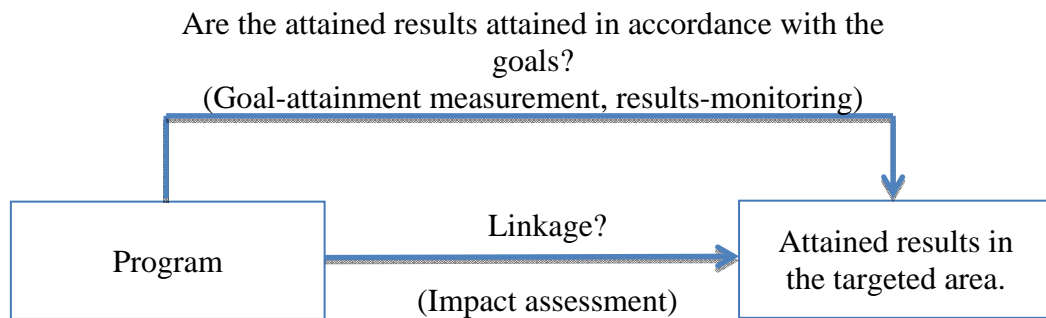 Are the attained results attained in accordance with the
goals?
(Goal-attainment measurement, results-monitoring)
Program
Linkage?
(Impact assessment)
Attained results in
the targeted area.